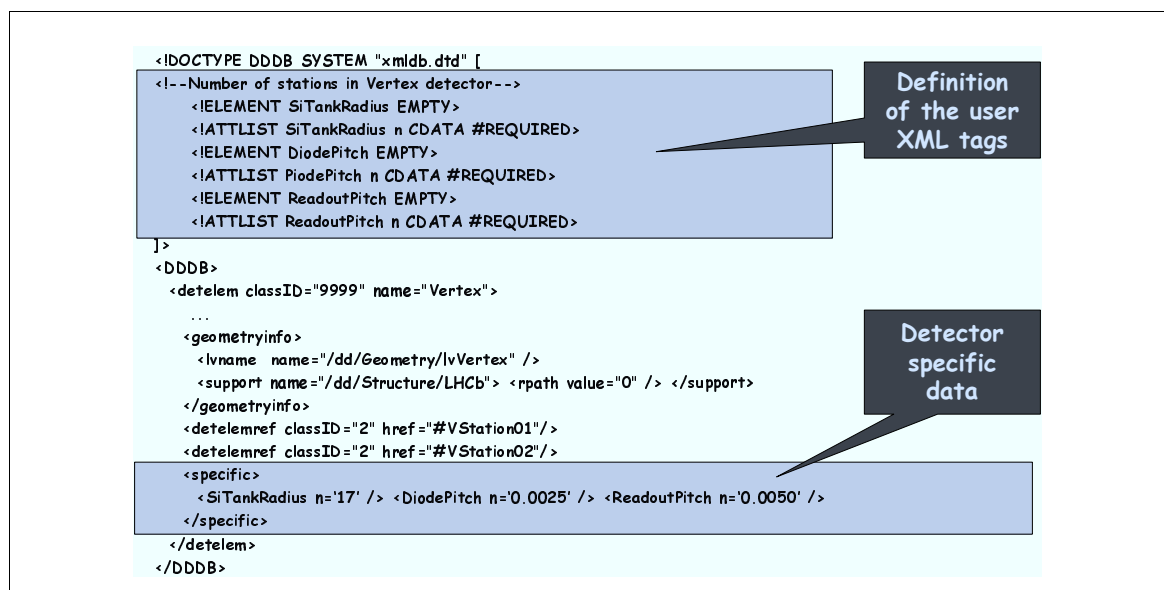 <!DOCTYPE DDDB SYSTEM "xmldb.dtd" [
<!--Number of stations in Vertex detector-->
<!ELEMENT SiTankRadius EMPTY>
<!ATTLIST SiTankRadius n CDATA #REQUIRED>
<!ELEMENT DiodePitch EMPTY>
<!ATTLIST PiodePitch n CDATA #REQUIRED>
<!ELEMENT ReadoutPitch EMPTY>
<!ATTLIST ReadoutPitch n CDATA #REQUIRED>
]>
Definition
of the user
XML tags
<DDDB>
<detelem classID="9999" name="Vertex">
...
<geometryinfo>
<lvname name="/dd/Geometry/lvVertex" />
<support name="/dd/Structure/LHCb"> <rpath value="0" /> </support>
</geometryinfo>
<detelemref classID="2" href="#VStation01"/>
<detelemref classID="2" href="#VStation02"/>
<specific>
<SiTankRadius n='17' /> <DiodePitch n='0.0025' /> <ReadoutPitch n='0.0050' />
</specific>
</detelem>
</DDDB>
Detector
specific
data